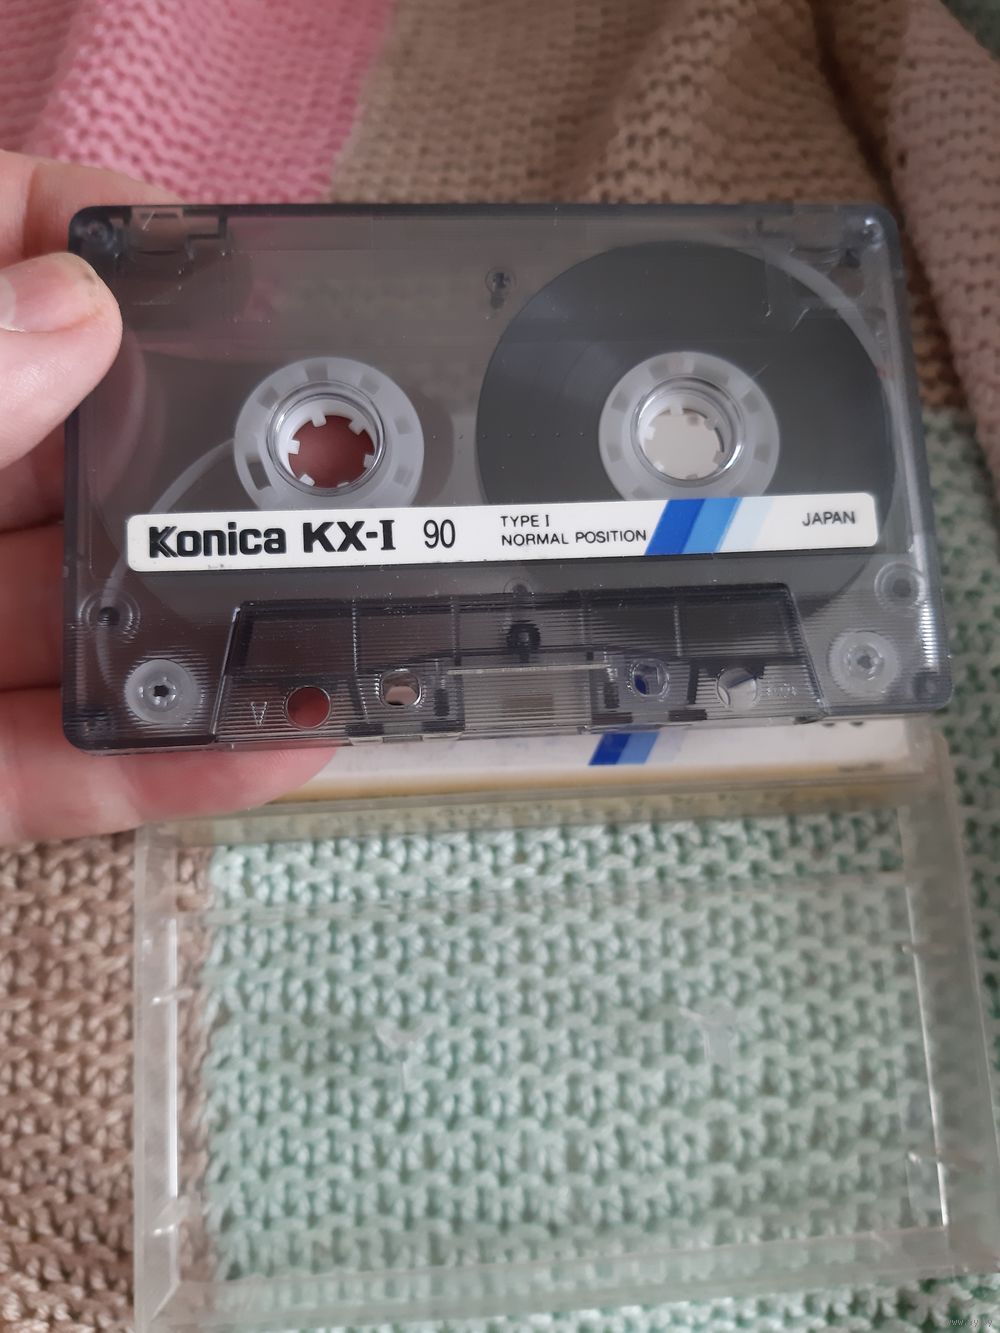 Konica KX-I 90
TYPE I
NORMAL POSITION
JAPAN